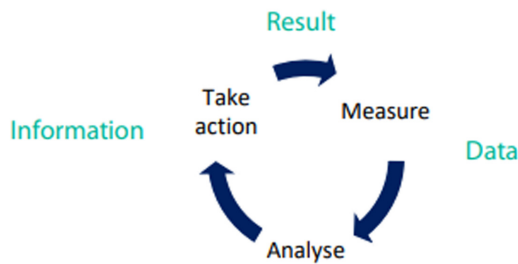 Result
Take
action
Measure
Information
Data
Analyse